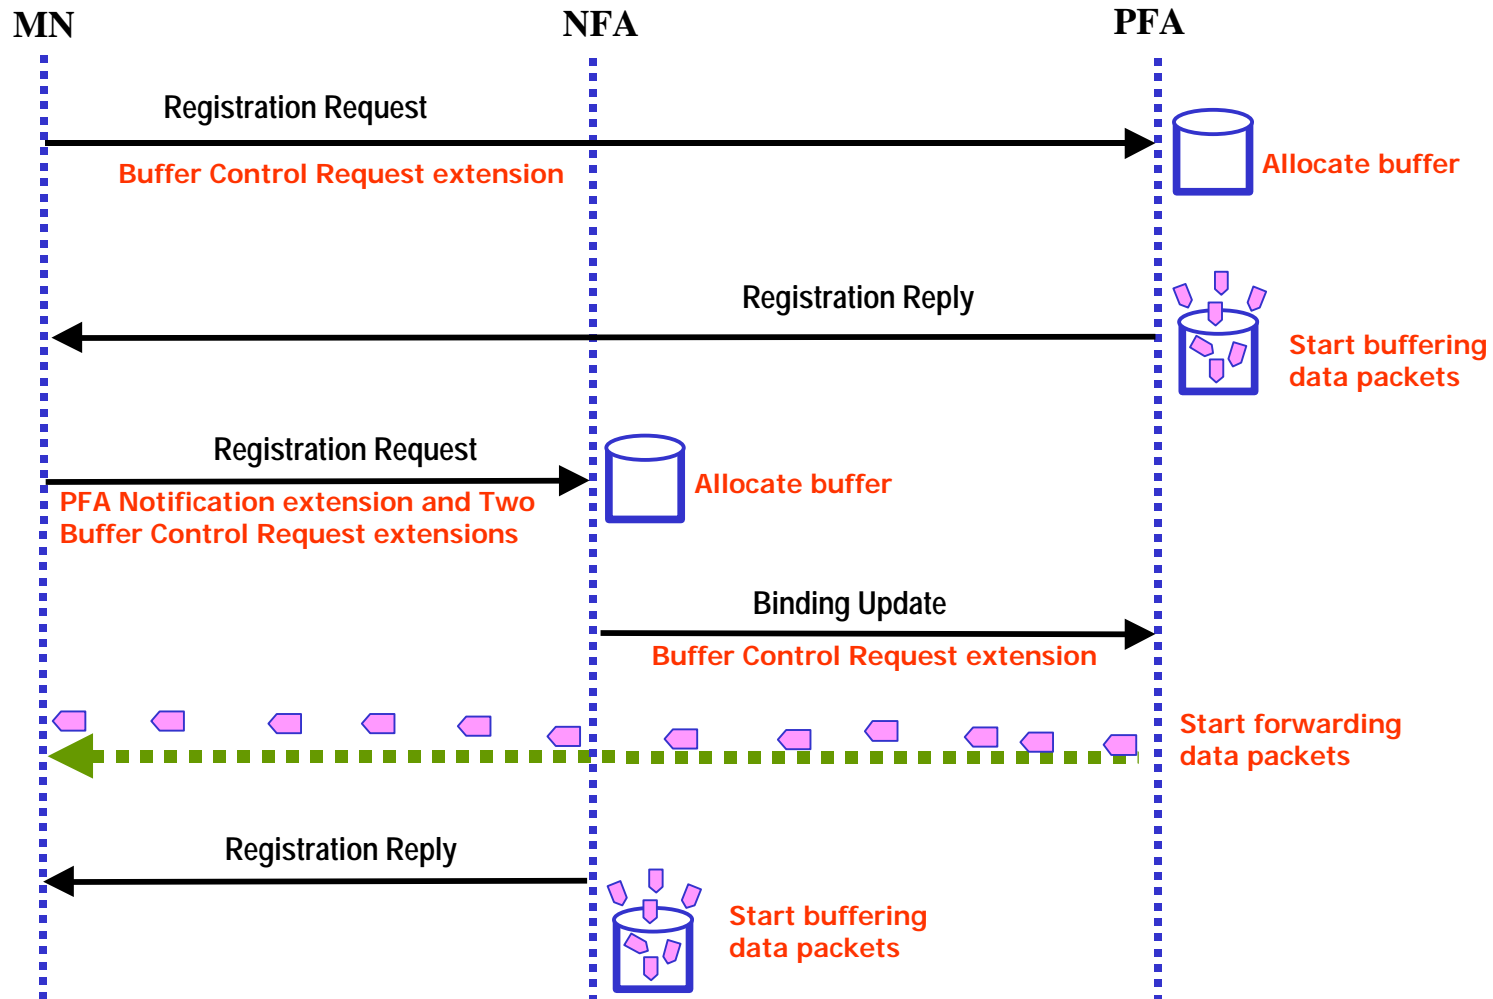 MN NFA PFA
Registration Request
Buffer Control Request extension
Allocate buffer
Registration Reply
Start buffering
data packets
Registration Request
PFA Notification extension and Two
Buffer Control Request extensions
Allocate buffer
Binding Update
Buffer Control Request extension
Start forwarding
data packets
Registration Reply
Start buffering
data packets